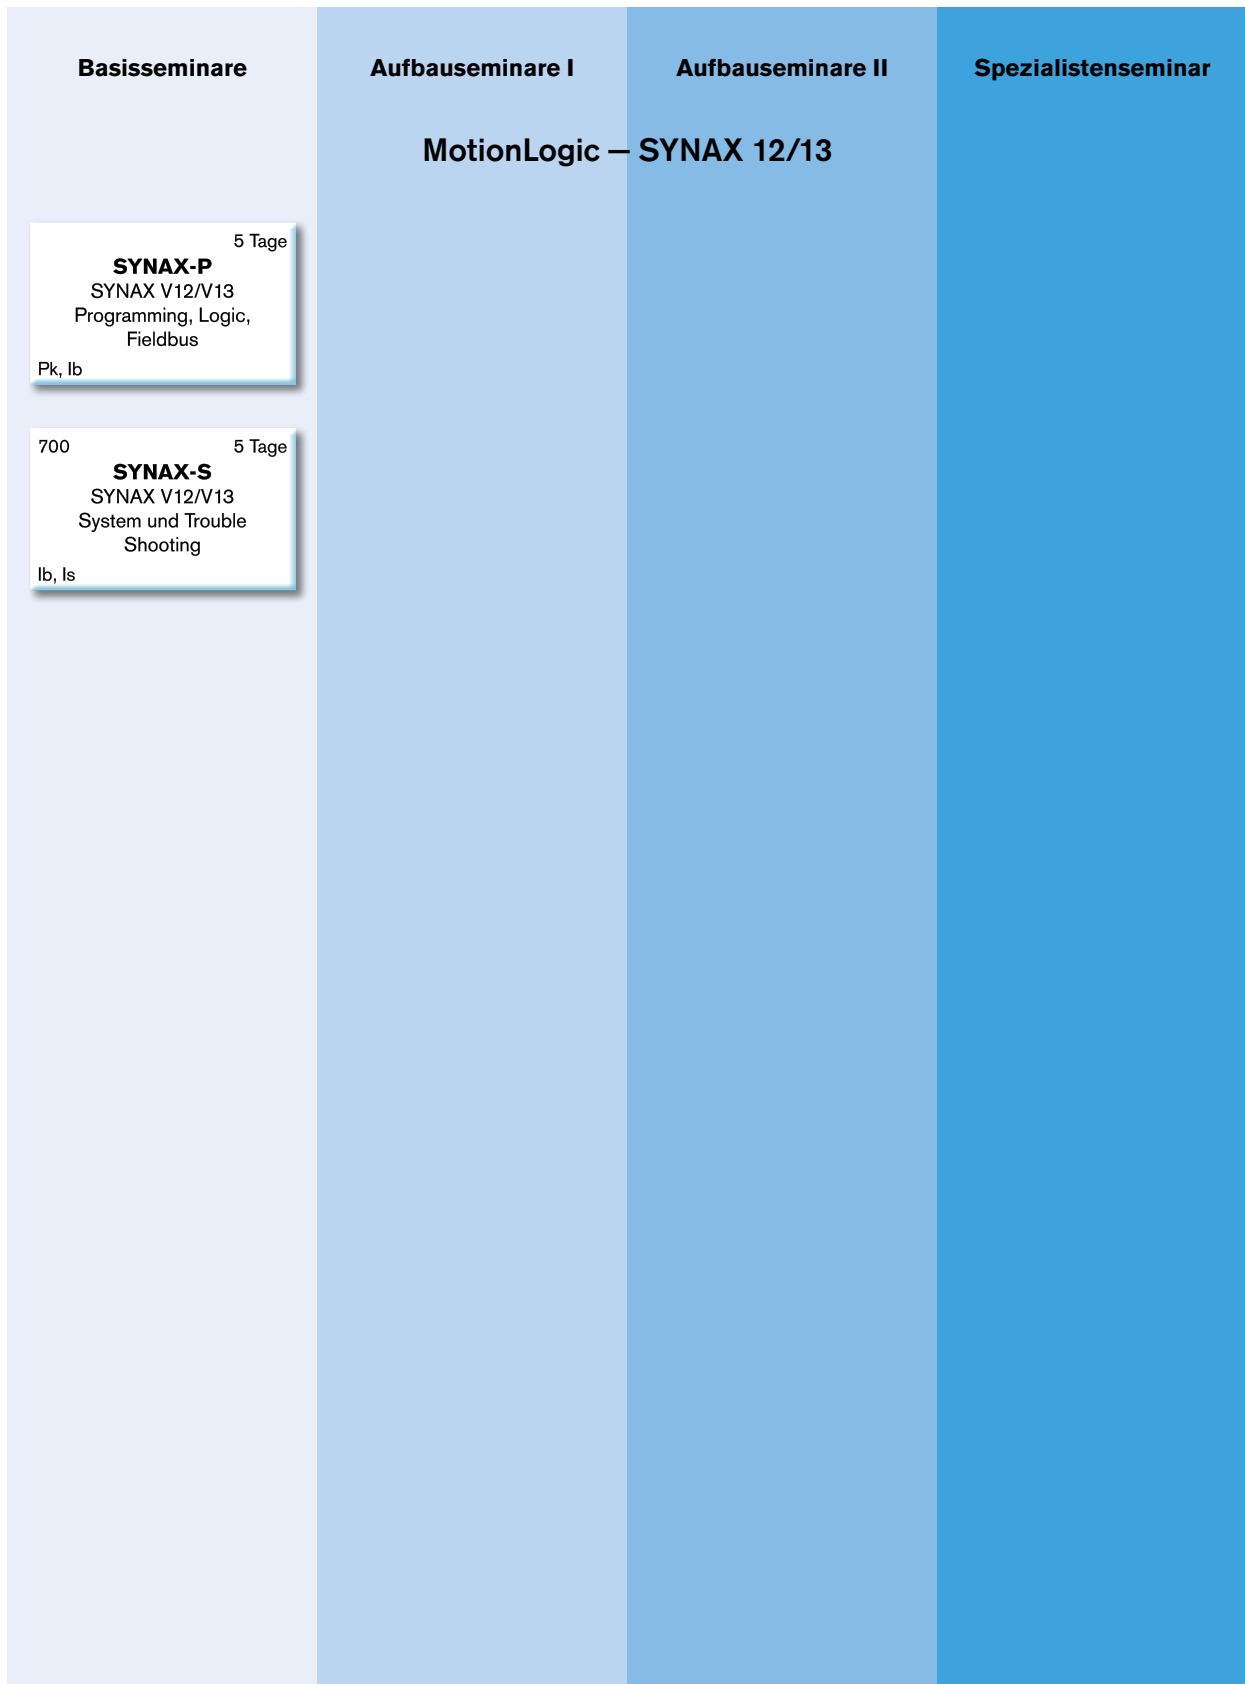 Basisseminare Aufbauseminare I Aufbauseminare II Spezialistenseminar
MotionLogic – SYNAX 12/13
5 Tage
SYNAX-P
SYNAX V12/V13
Programming, Logic,
Fieldbus
Pk, Ib
700 5 Tage
SYNAX-S
SYNAX V12/V13
System und Trouble
Shooting
Ib, Is